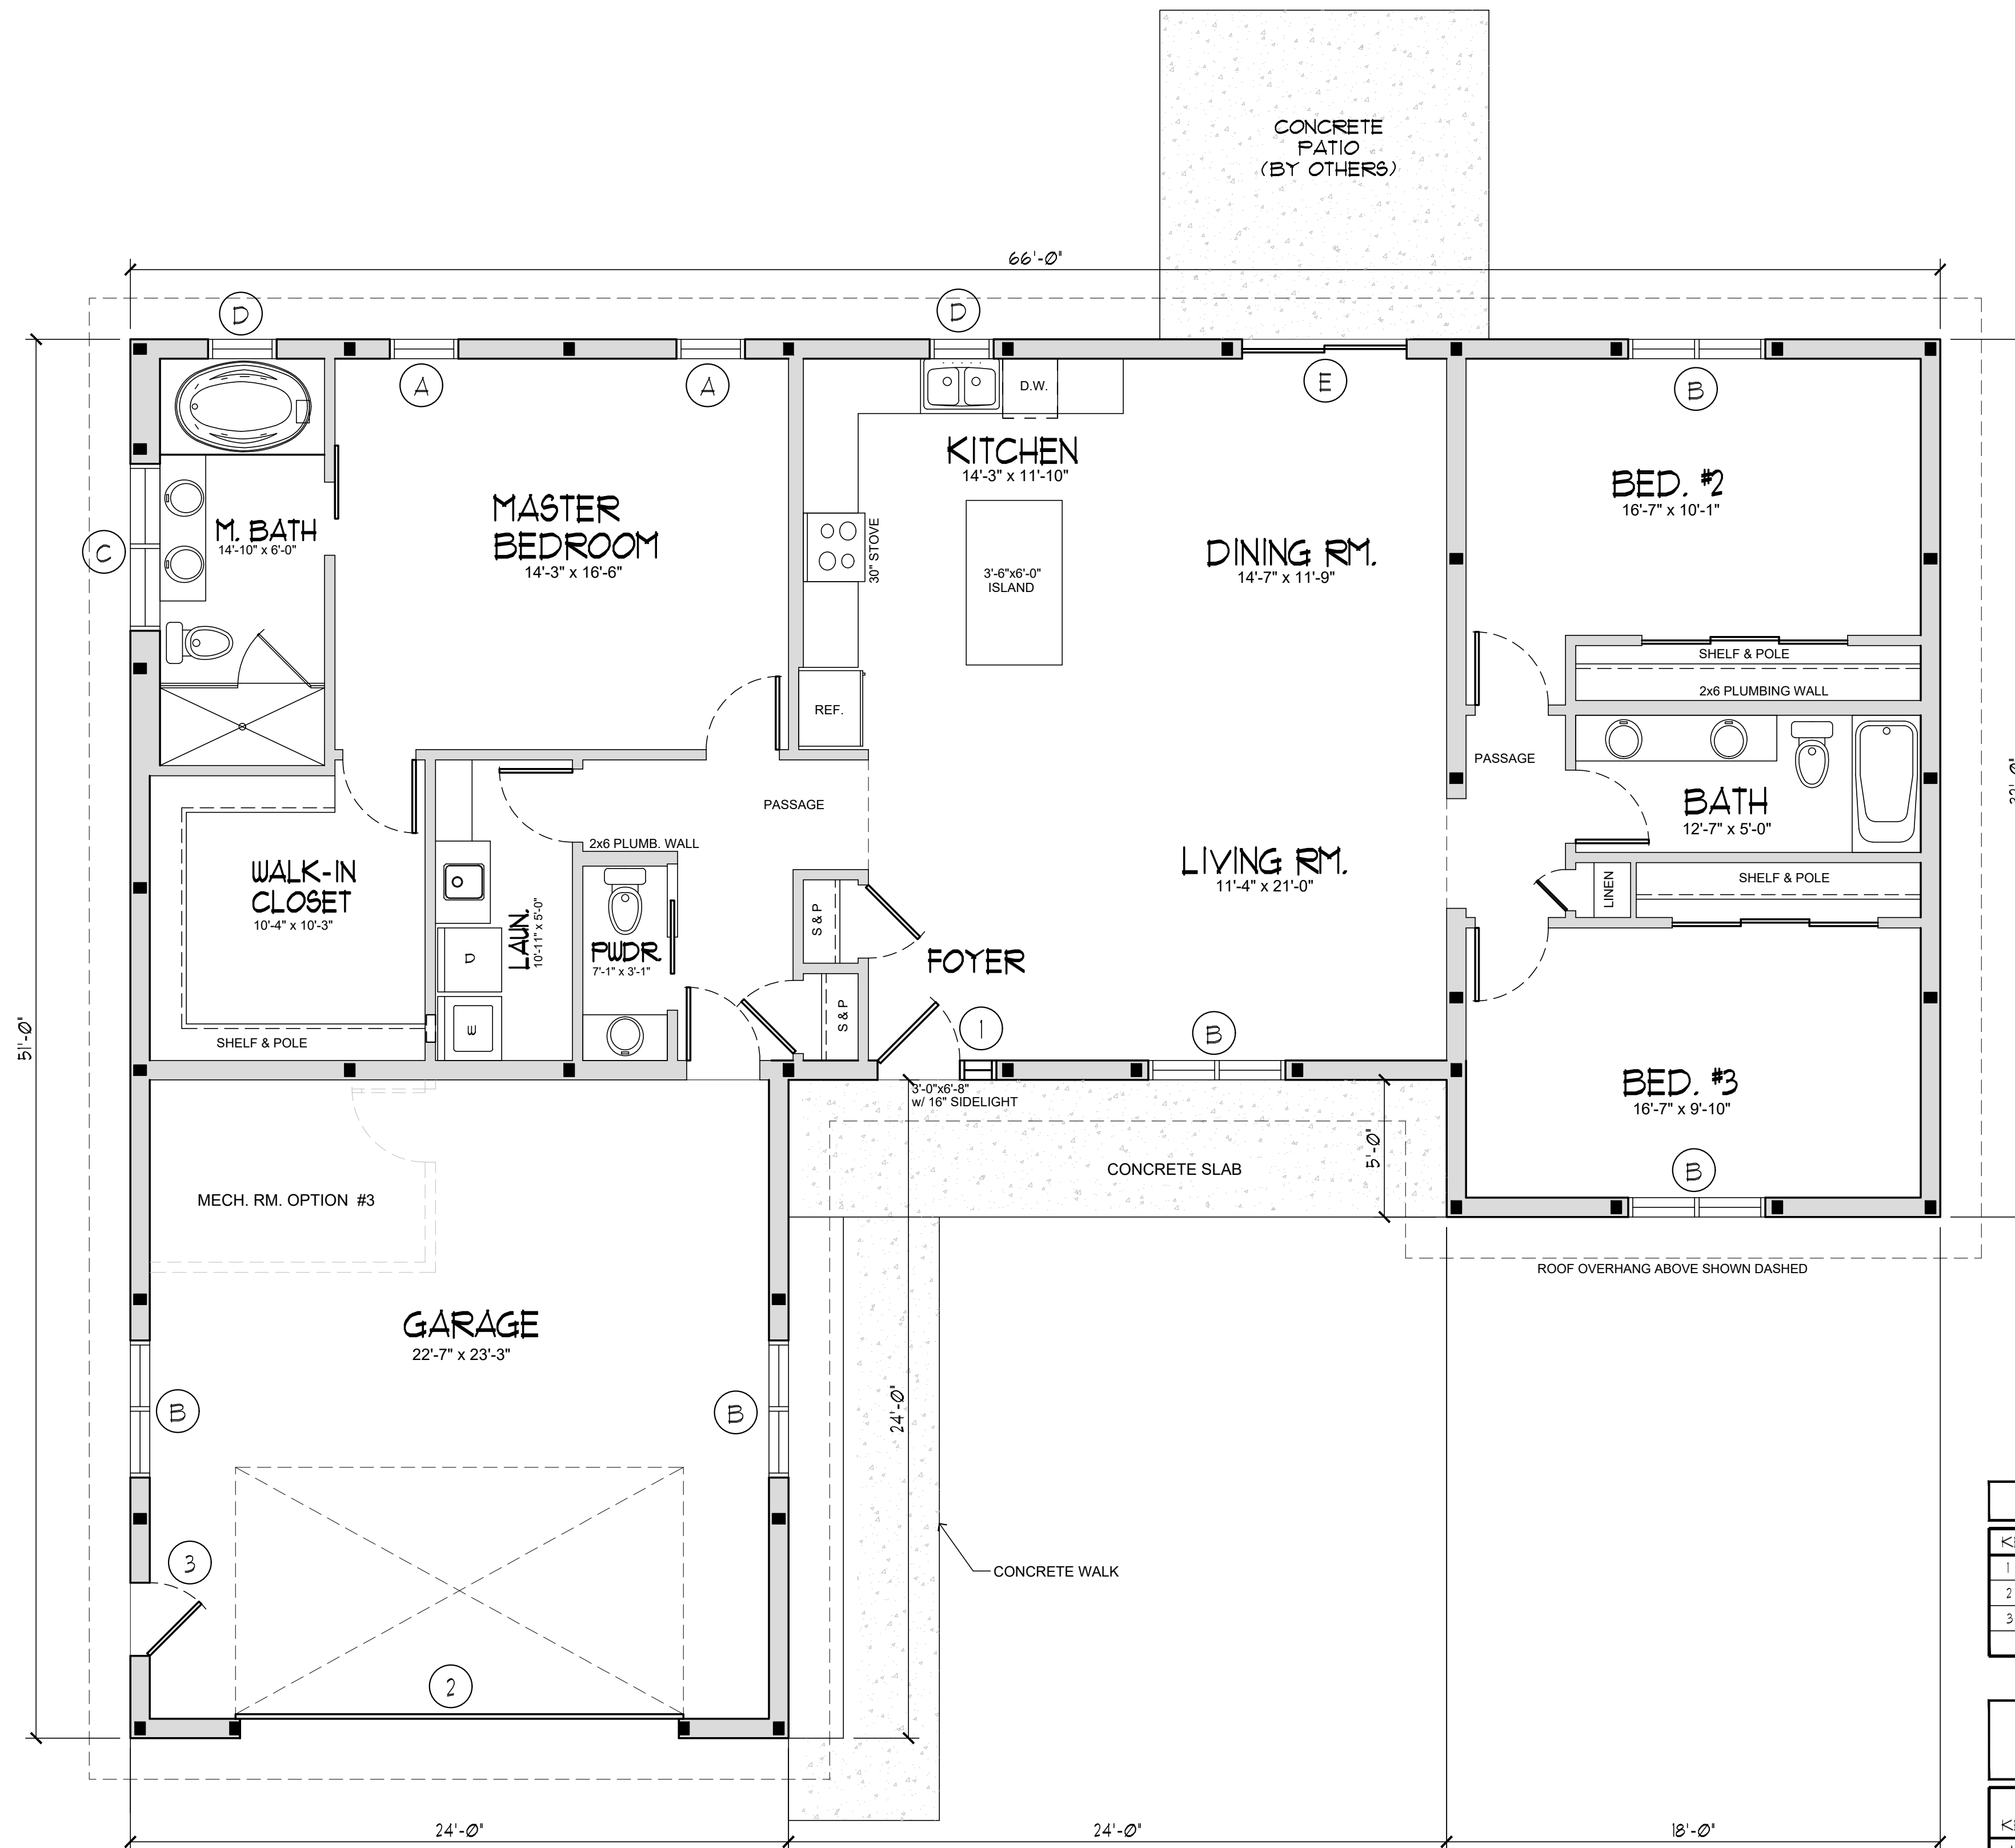 CONCRETE
PATIO
(BY OTHERS)
66'-0"
D
D
A
A
E
B
D.W.
KITCHEN
14'-3" x 11'-10"
MASTER
BEDROOM
14'-3" x 16'-6"
M. BATH
14'-10" x 6'-0"
C
30" STOVE
3'-6"x6'-0"
ISLAND
DINING RM.
14'-7" x 11'-9"
BED. #2
16'-7" x 10'-1"
SHELF & POLE
2x6 PLUMBING WALL
REF.
PASSAGE
PASSAGE
BATH
12'-7" x 5'-0"
32'-0"
2x6 PLUMB. WALL
WALK-IN
CLOSET
10'-4" x 10'-3"
LIVING RM.
11'-4" x 21'-0"
LINEN
SHELF & POLE
S & P
LAUN.
10'-11" x 5'-0"
D
W
PWDR.
7'-1" x 3'-1"
FOYER
S & P
1
B
SHELF & POLE
51'-0"
3'-0"x6'-8"
w/ 16" SIDELIGHT
BED. #3
16'-7" x 9'-10"
B
CONCRETE SLAB
5'-0"
MECH. RM. OPTION #3
ROOF OVERHANG ABOVE SHOWN DASHED
GARAGE
22'-7" x 23'-3"
B
B
24'-0"
3
CONCRETE WALK
2
1
2
3
24'-0"
24'-0"
18'-0"